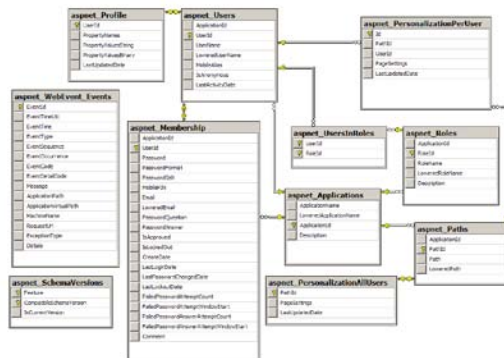 aspnet_Profile
UserId
PropertyNames
PropertyValuesString
PropertyValuesBinary
LastUpdatedDate
aspnet_Users
ApplicationId
UserId
UserName
LoweredUserName
MobileAlias
IsAnonymous
LastActivityDate
aspnet_PersonalizationPerUser
Id
PathId
UserId
PageSettings
LastUpdatedDate
aspnet_WebEvent_Events
EventId
EventTimeUtc
EventTime
EventType
EventSequence
EventOccurrence
EventCode
EventDetailCode
Message
ApplicationPath
ApplicationVirtualPath
MachineName
RequestUrl
ExceptionType
Details
aspnet_Membership
ApplicationId
UserId
Password
PasswordFormat
PasswordSalt
MobilePIN
Email
LoweredEmail
PasswordQuestion
PasswordAnswer
IsApproved
IsLockedOut
CreateDate
LastLoginDate
LastPasswordChangedDate
LastLockoutDate
FailedPasswordAttemptCount
FailedPasswordAttemptWindowStart
FailedPasswordAnswerAttemptCount
FailedPasswordAnswerAttemptWindowStart
Comment
aspnet_UsersInRoles
UserId
RoleId
aspnet_Roles
ApplicationId
RoleId
RoleName
LoweredRoleName
Description
aspnet_Applications
ApplicationName
LoweredApplicationName
ApplicationId
Description
aspnet_Paths
ApplicationId
PathId
Path
LoweredPath
aspnet_PersonalizationAllUsers
PathId
PageSettings
LastUpdatedDate
aspnet_SchemaVersions
Feature
CompatibleSchemaVersion
IsCurrentVersion